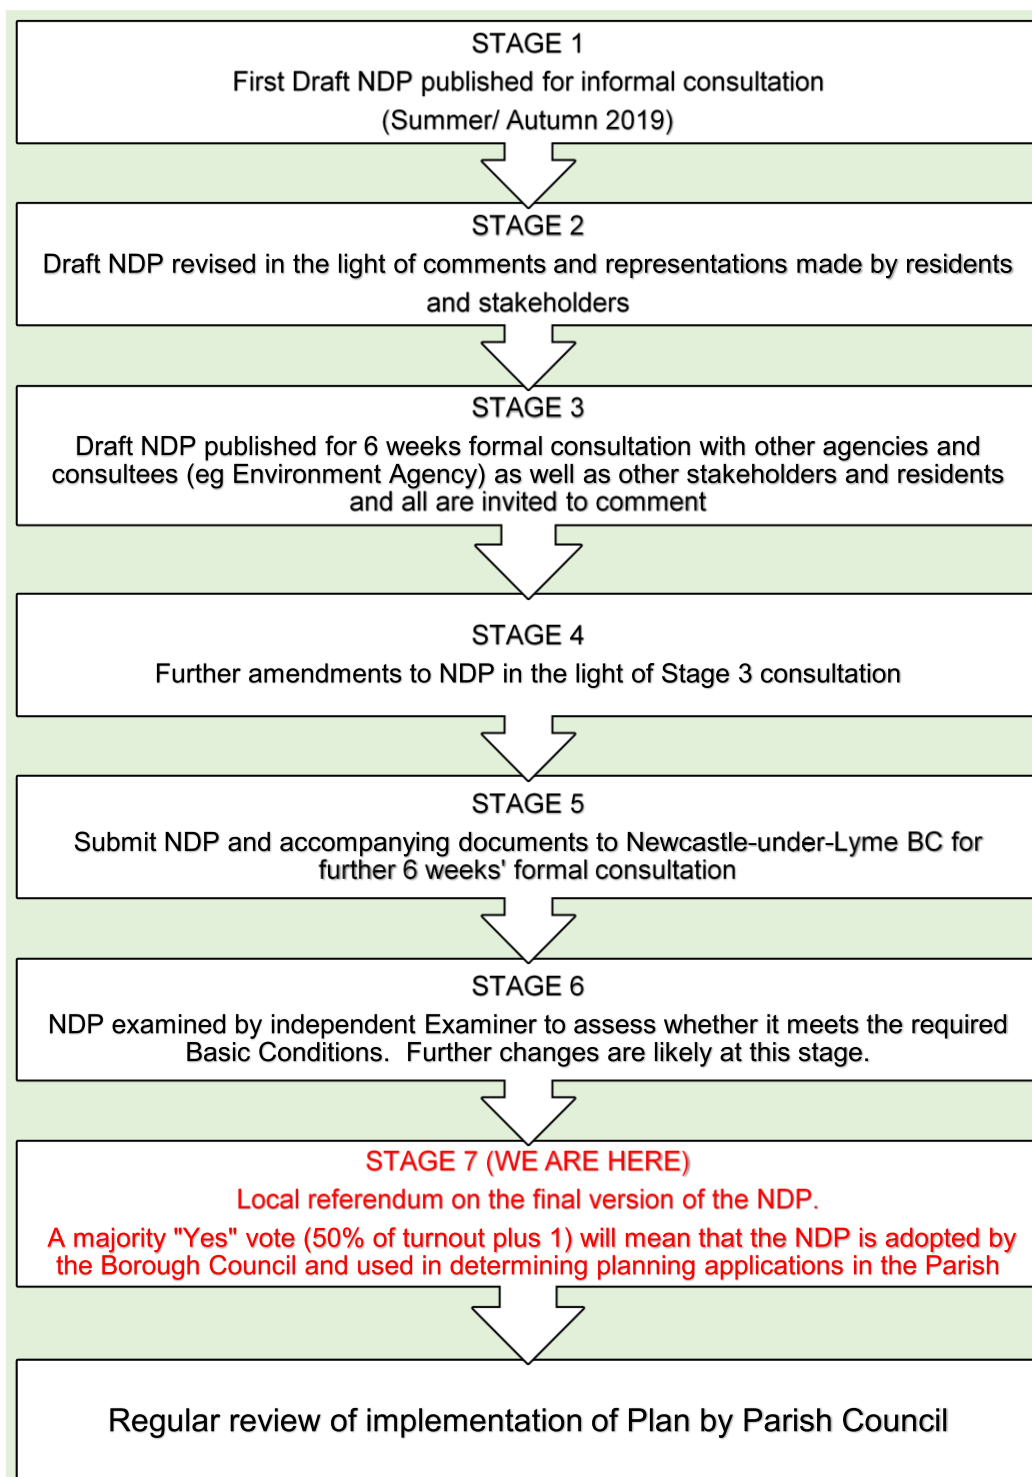 STAGE 1
First Draft NDP published for informal consultation
(Summer/ Autumn 2019)
STAGE 2
Draft NDP revised in the light of comments and representations made by residents
and stakeholders
STAGE 3
Draft NDP published for 6 weeks formal consultation with other agencies and
consultees (eg Environment Agency) as well as other stakeholders and residents
and all are invited to comment
STAGE 4
Further amendments to NDP in the light of Stage 3 consultation
STAGE 5
Submit NDP and accompanying documents to Newcastle-under-Lyme BC for
further 6 weeks' formal consultation
STAGE 6
NDP examined by independent Examiner to assess whether it meets the required
Basic Conditions.  Further changes are likely at this stage.
STAGE 7 (WE ARE HERE)
Local referendum on the final version of the NDP.
A majority "Yes" vote (50% of turnout plus 1) will mean that the NDP is adopted by
the Borough Council and used in determining planning applications in the Parish
Regular review of implementation of Plan by Parish Council